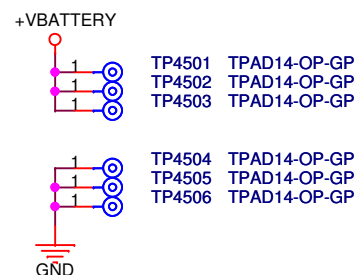 +VBATTERY
1 TP4501 TPAD14-OP-GP
1 TP4502 TPAD14-OP-GP
1 TP4503 TPAD14-OP-GP
1 TP4504 TPAD14-OP-GP
1 TP4505 TPAD14-OP-GP
1 TP4506 TPAD14-OP-GP
GND